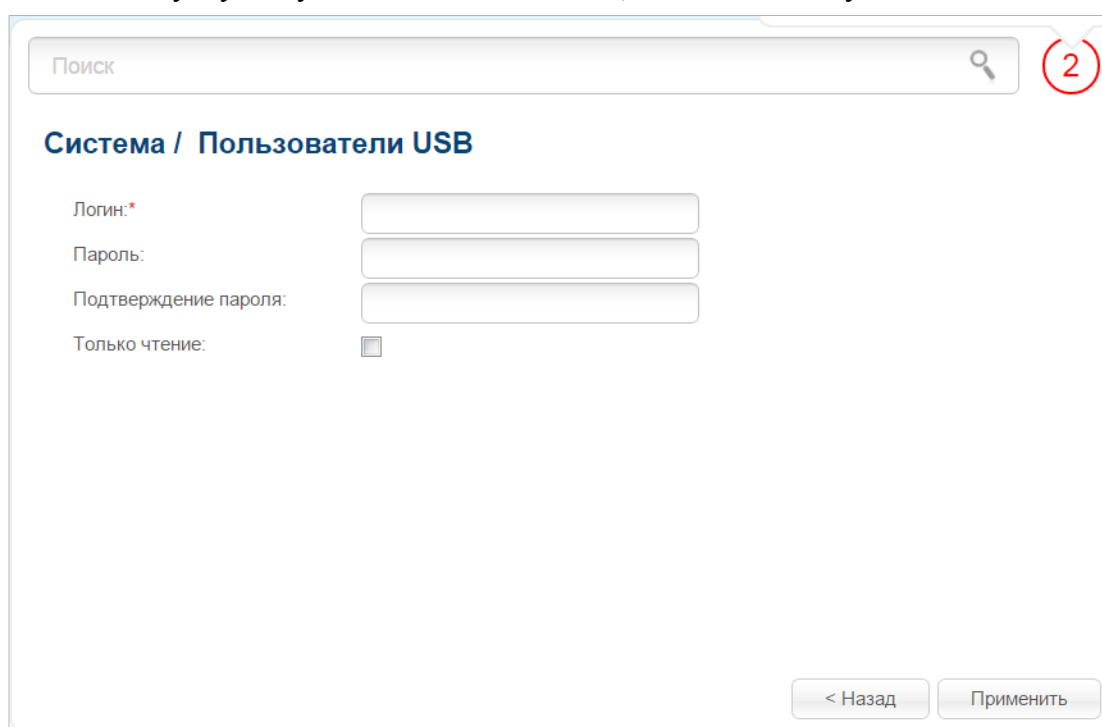 Поиск
2
Система / Пользователи USB
Логин:*
Пароль:
Подтверждение пароля:
Только чтение:
< Назад
Применить